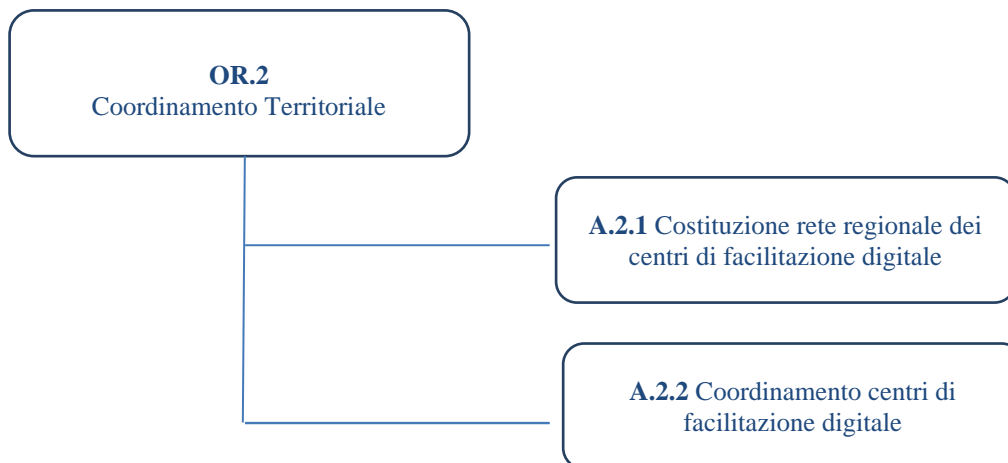 OR.2
Coordinamento Territoriale
A.2.1 Costituzione rete regionale dei
centri di facilitazione digitale
A.2.2 Coordinamento centri di
facilitazione digitale